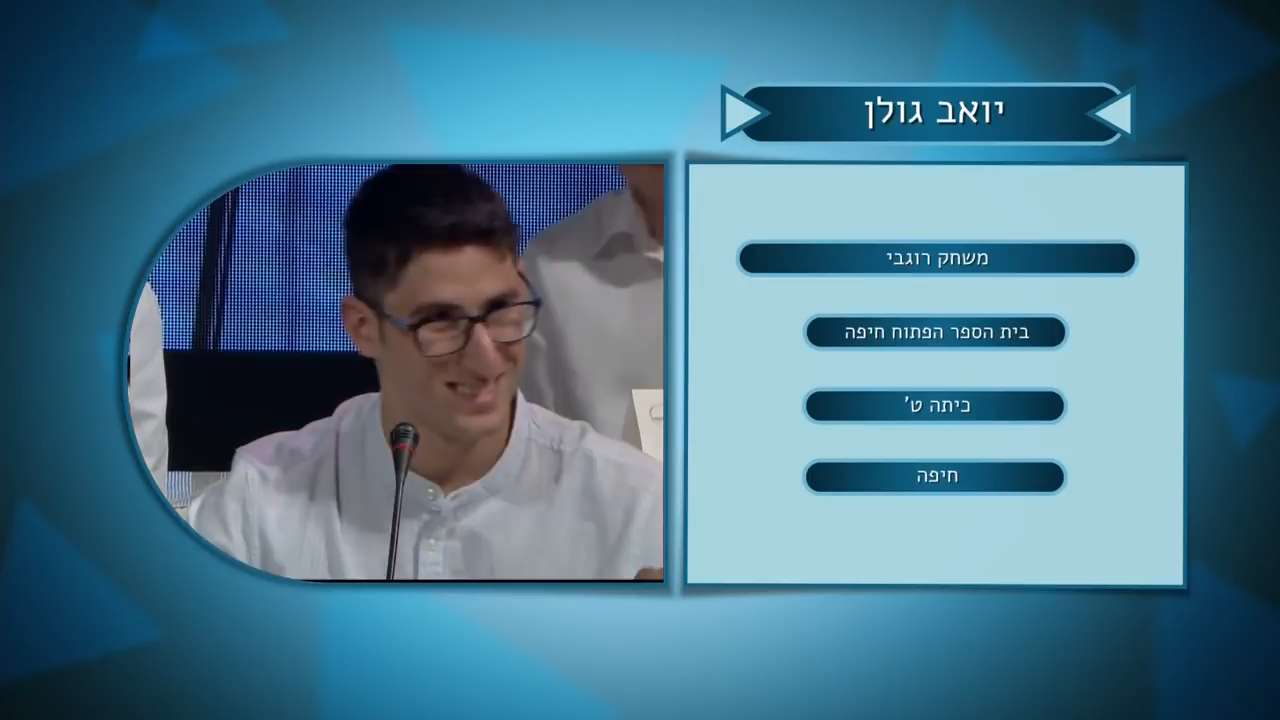 יואב גולן
משחק רוגבי
בית הספר הפתוח חיפה
כיתה ט'
חיפה